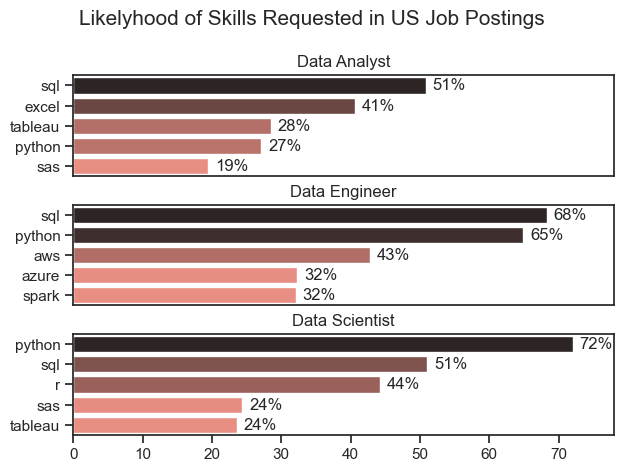 Likelyhood of Skills Requested in US Job Postings
Data Analyst
sql 51%
excel 41%
tableau 28%
python 27%
sas 19%
Data Engineer
sql 68%
python 65%
aws 43%
azure 32%
spark 32%
Data Scientist
python 72%
sql 51%
r 44%
sas 24%
tableau 24%
0 10 20 30 40 50 60 70